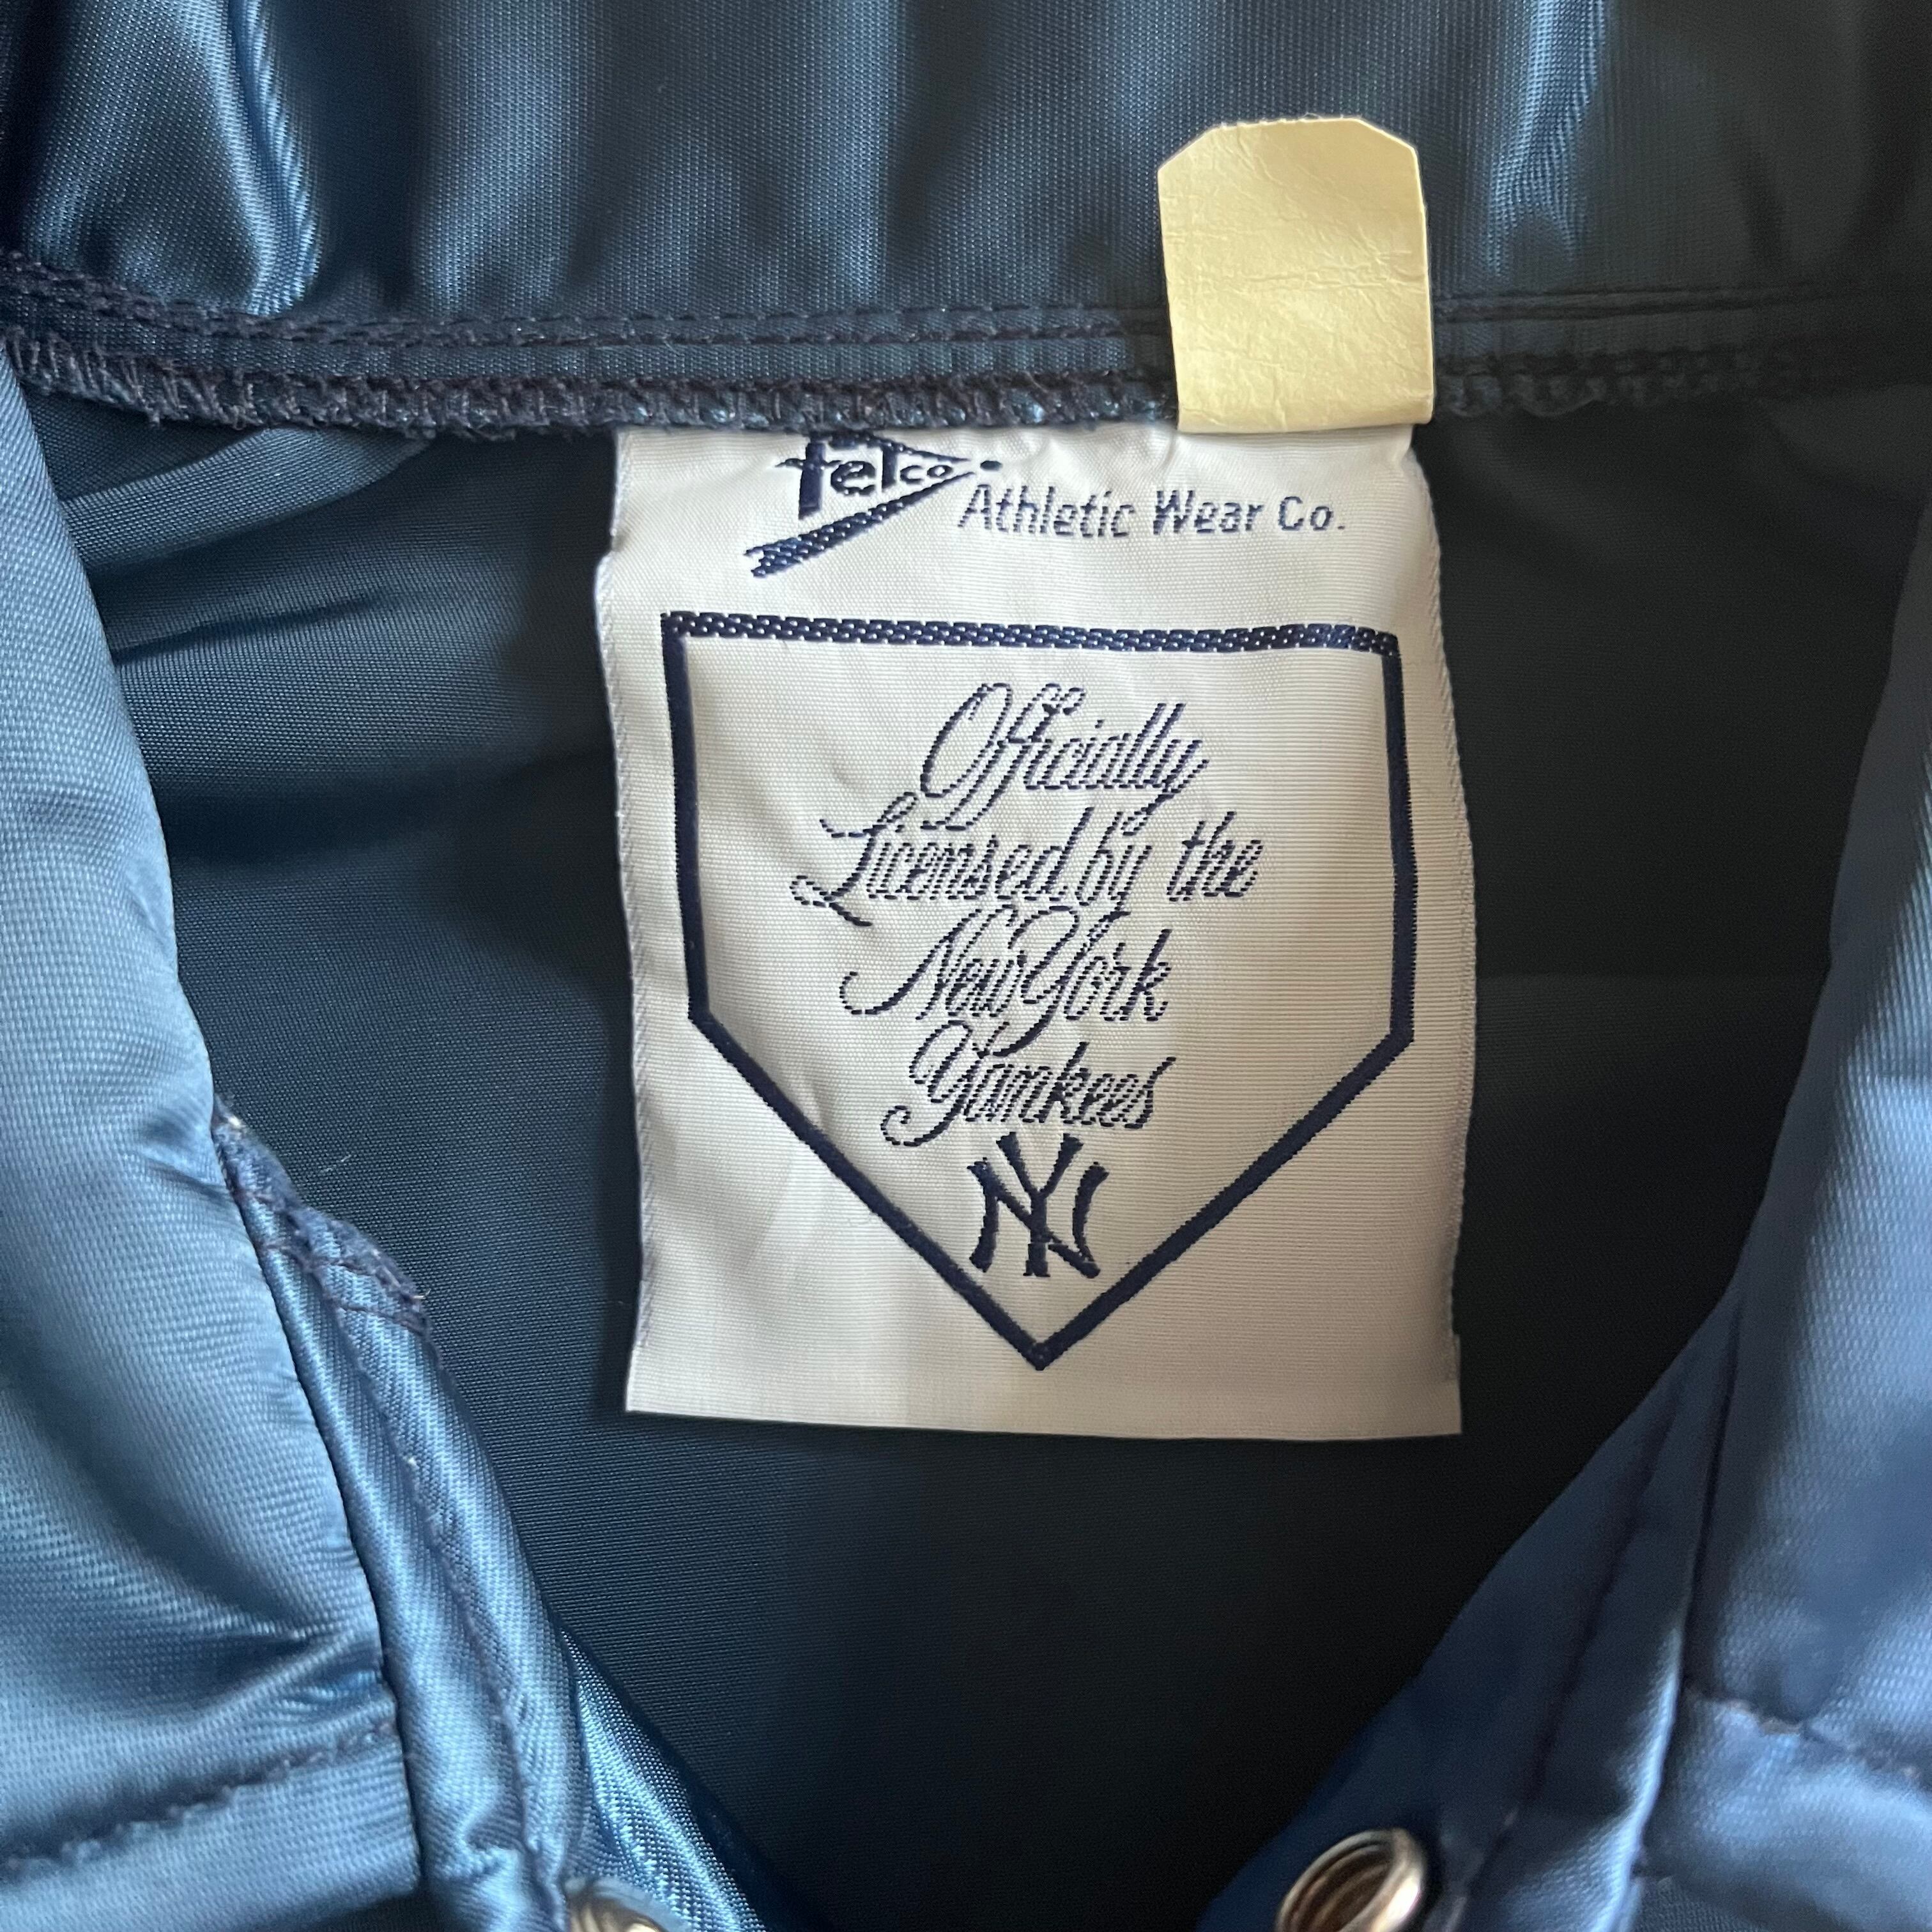 Felco
Athletic Wear Co.
Officially
Licensed by the
New York
Yankees
NY